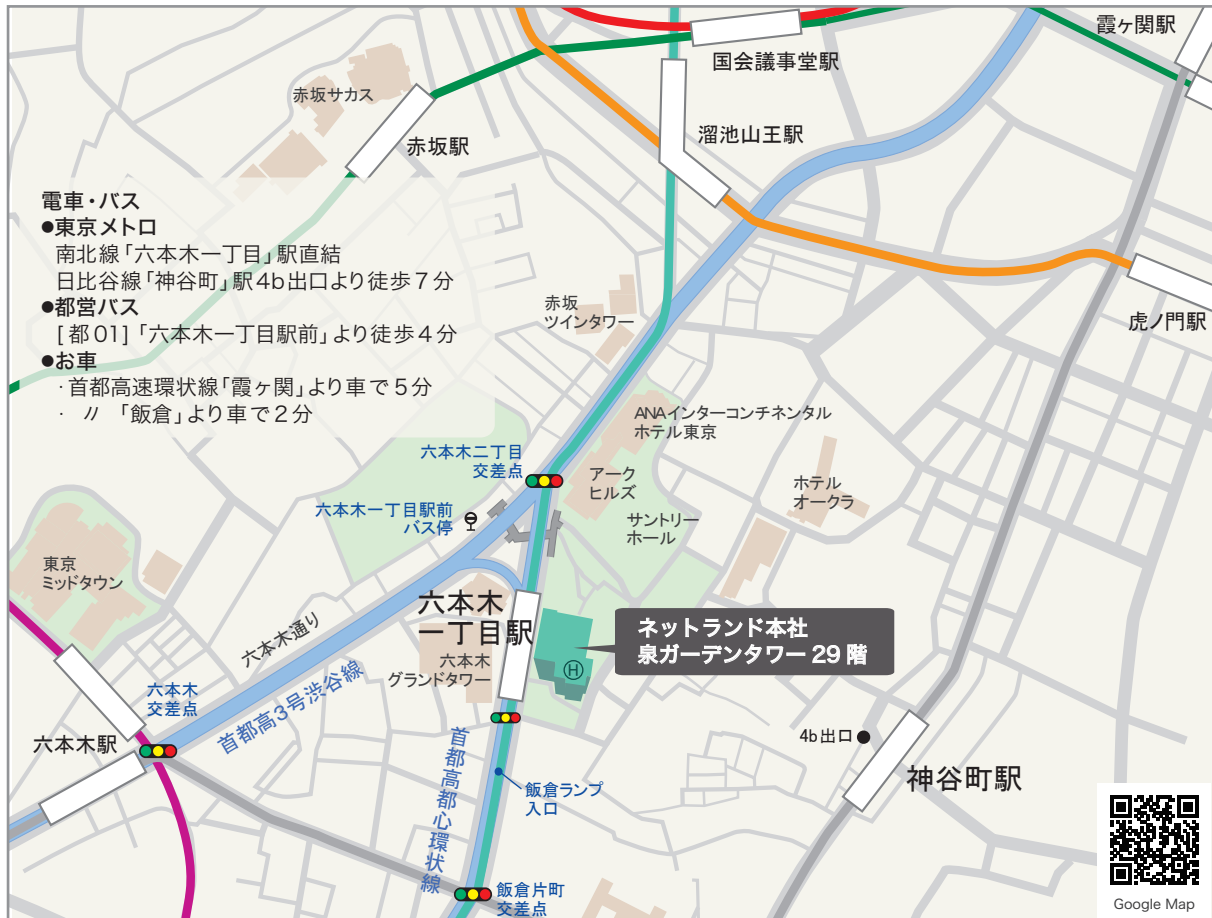 霞ヶ関駅
国会議事堂駅
赤坂サカス
赤坂駅
溜池山王駅
電車・バス
●東京メトロ
南北線「六本木一丁目」駅直結
日比谷線「神谷町」駅4b出口より徒歩7分
●都営バス
[都01]「六本木一丁目駅前」より徒歩4分
●お車
・首都高速環状線「霞ヶ関」より車で5分
・ 〃 「飯倉」より車で2分
赤坂
ツインタワー
虎ノ門駅
ANAインターコンチネンタル
ホテル東京
六本木二丁目
交差点
アーク
ヒルズ
ホテル
オークラ
六本木一丁目駅前
バス停
サントリー
ホール
東京
ミッドタウン
六本木
一丁目駅
六本木通り
ネットランド本社
泉ガーデンタワー 29 階
六本木
グランドタワー
H
六本木
交差点
首都高3号渋谷線
六本木駅
首都高都心環状線
4b出口
神谷町駅
飯倉ランプ
入口
飯倉片町
交差点
Google Map